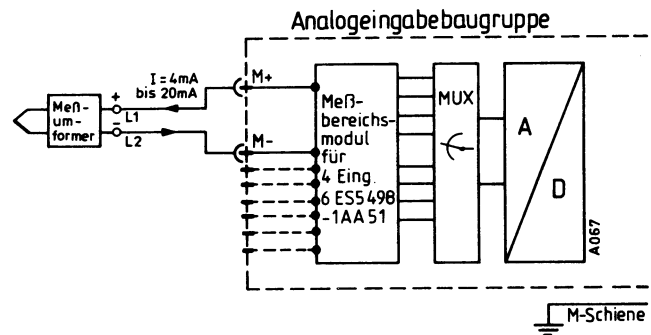 Analogeingabebaugruppe
I = 4mA
bis 20mA
M+
Meß-
um-
former
+
L1
-
L2
M-
Meß-
bereichs-
modul
für
4 Eing.
6 ES5 498
-1AA 51
MUX
A
D
A067
M-Schiene